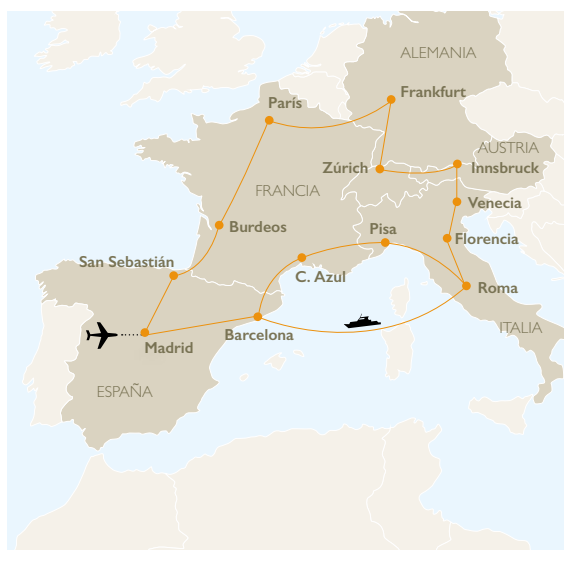 ALEMANIA
París
Frankfurt
AUSTRIA
Zúrich
Innsbruck
FRANCIA
Venecia
Burdeos
Pisa
Florencia
San Sebastián
C. Azul
Roma
ITALIA
Barcelona
Madrid
ESPAÑA